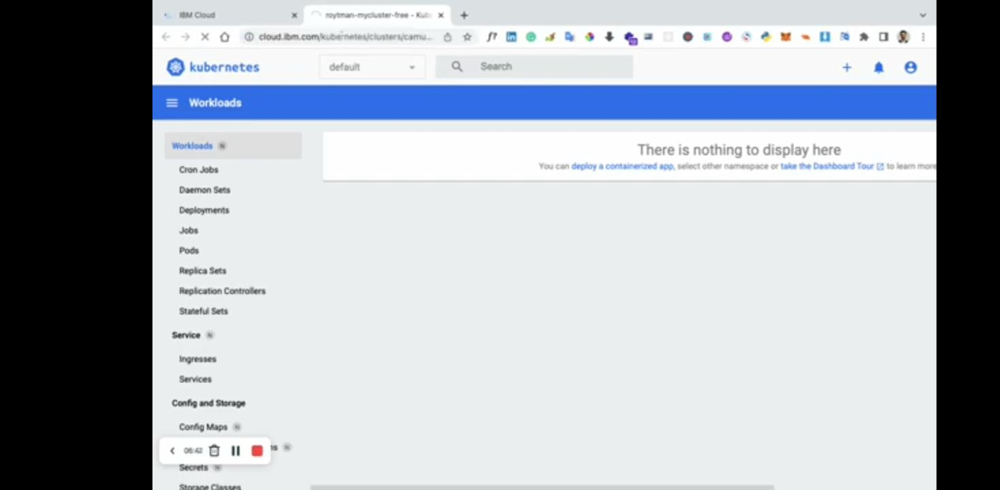 IBM Cloud
roytman-mycluster-free - Kub
cloud.ibm.com/kubernetes/clusters/camu...
f?
kubernetes
default
Search
Workloads
Workloads N
There is nothing to display here
You can deploy a containerized app, select other namespace or take the Dashboard Tour to learn more
Cron Jobs
Daemon Sets
Deployments
Jobs
Pods
Replica Sets
Replication Controllers
Stateful Sets
Service N
Ingresses
Services
Config and Storage
Config Maps N
06:42
ns N
Secrets N
Storage Classes